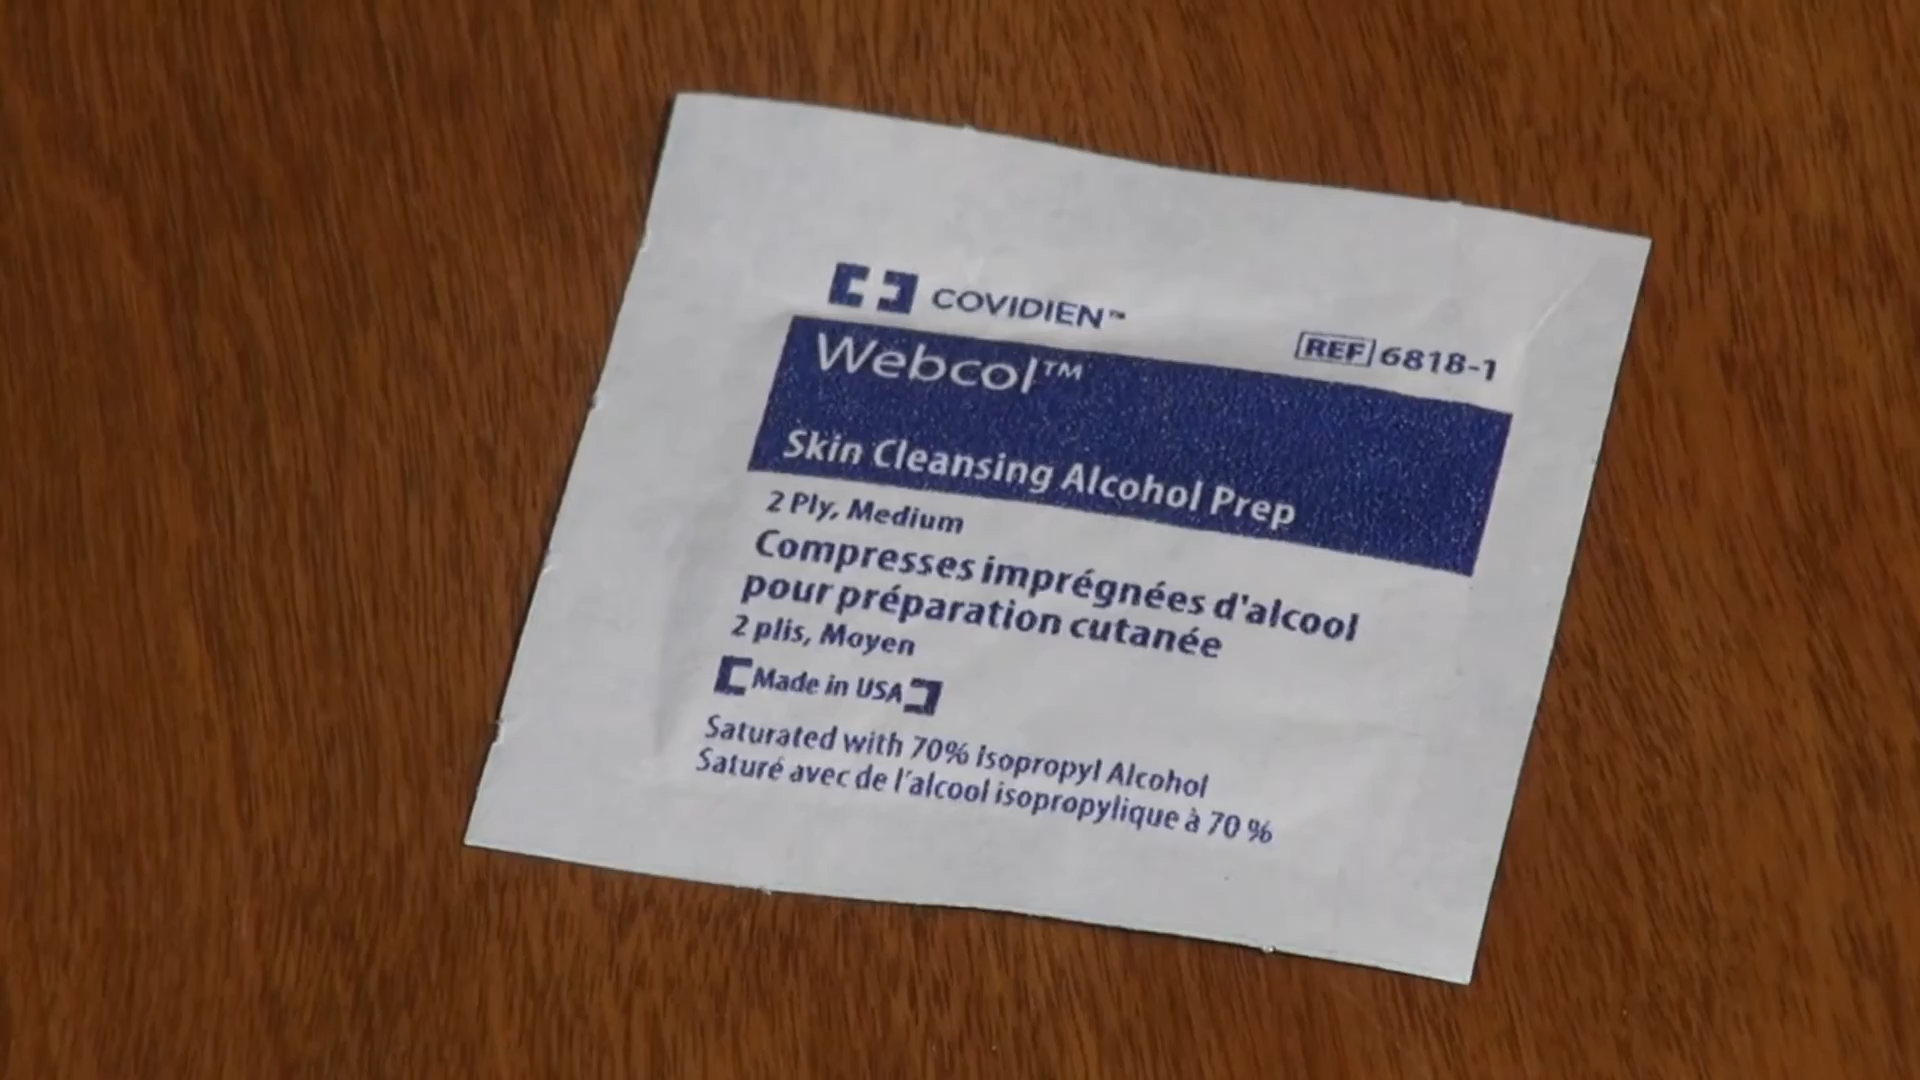 COVIDIEN™
REF 6818-1
Webcol™
Skin Cleansing Alcohol Prep
2 Ply, Medium
Compresses imprégnées d'alcool
pour préparation cutanée
2 plis, Moyen
Made in USA
Saturated with 70% Isopropyl Alcohol
Saturé avec de l'alcool isopropylique à 70 %